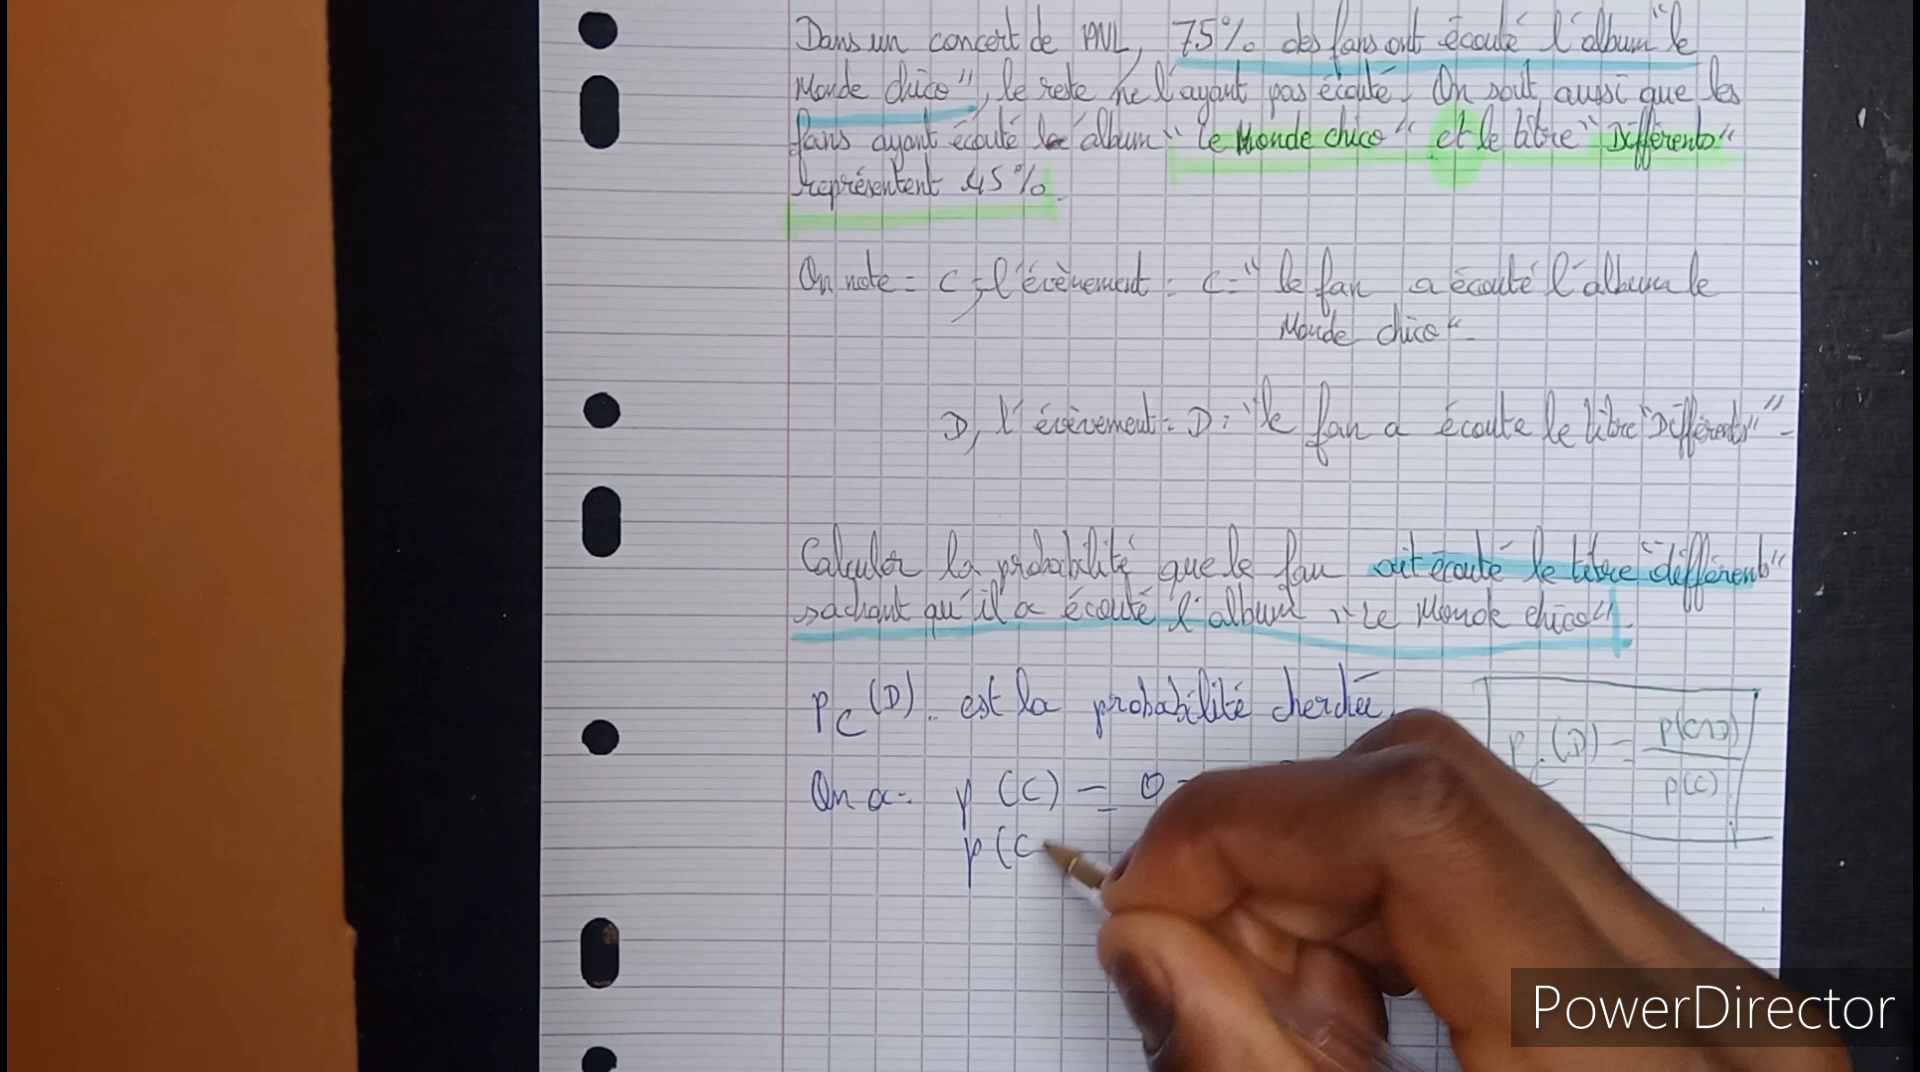 Dans un concert de PNL, 75% des fans ont écouté l'album "le
Monde chico", le reste ne l'ayant pas écouté. On sait aussi que les
fans ayant écouté le album "Le Monde chico" et le titre "Différents"
représentent 45%.
On note = C, l'évènement : C = "le fan a écouté l'album le
Monde chico".
D, l'évènement : D : "le fan a écouté le titre "Différents"".
Calculer la probabilité que le fan ait écouté le titre "différents"
sachant qu'il a écouté l'album "Le Monde chico".
PC(D). est la probabilité cherchée.
PC(D) = p(C∩D) / p(C)
On a : p(C) = 0
p(C
PowerDirector